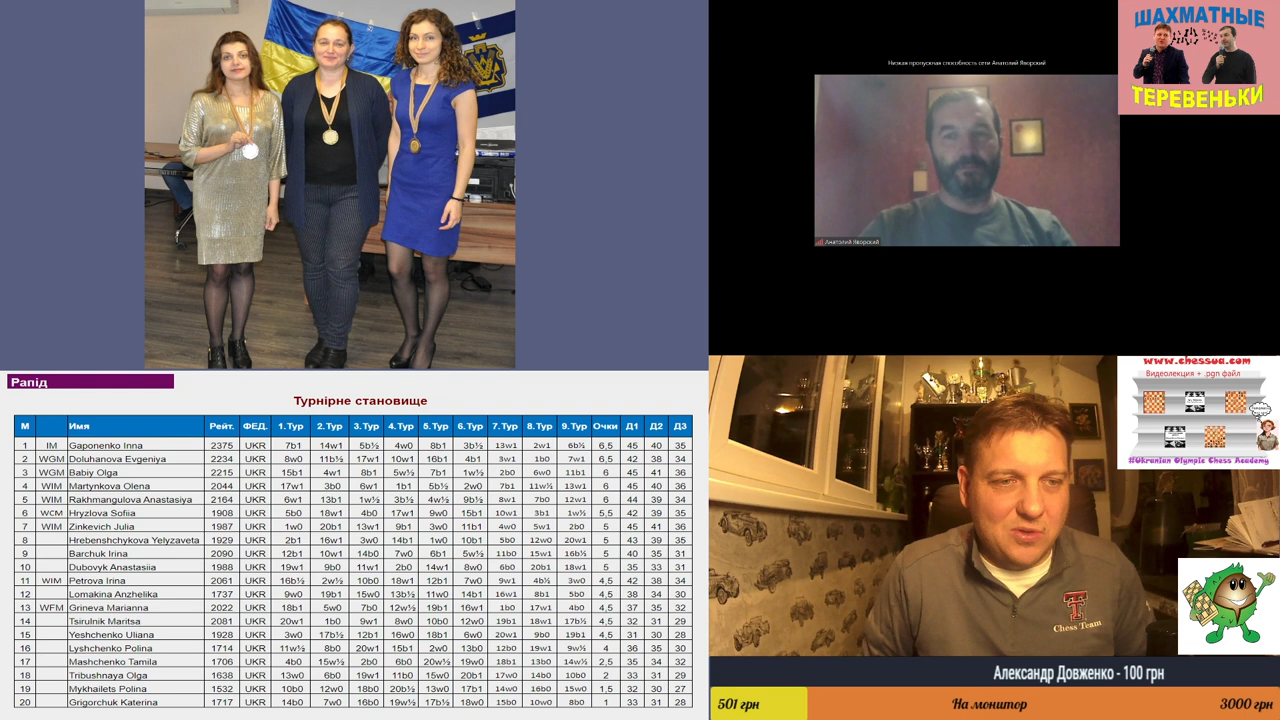 Низкая пропускная способность сети Анатолий Яворский
Анатолий Яворский
ШАХМАТНЫЕ
ТЕРЕВЕНЬКИ
Рапід
Турнірне становище
М Имя Рейт. ФЕД. 1.Тур 2.Тур 3.Тур 4.Тур 5.Тур 6.Тур 7.Тур 8.Тур 9.Тур Очки Д1 Д2 Д3
1 IM Gaponenko Inna 2375 UKR 7b1 14w1 5b½ 4w0 8b1 3b½ 13w1 2w1 6b½ 6,5 45 40 35
2 WGM Doluhanova Evgeniya 2234 UKR 8w0 11b½ 17w1 10w1 16b1 5w1 3w1 1b0 7w1 6,5 42 38 34
3 WGM Babiy Olga 2215 UKR 15b1 4w1 8b1 5w½ 7b1 1w½ 2b0 6w0 11b1 6 45 41 36
4 WIM Martynkova Olena 2044 UKR 17w1 3b0 6w1 1b1 5b½ 2w0 7b1 11w½ 13w1 6 45 40 36
5 WIM Rakhmangulova Anastasiya 2164 UKR 6w1 13b1 1w½ 3b½ 4w½ 9b½ 8w1 7b0 12w1 6 44 39 34
6 WCM Hryzlova Sofiia 1908 UKR 5b0 18w1 4b0 17w1 9w0 15b1 10w1 3b1 1w½ 5,5 42 39 35
7 WIM Zinkevich Julia 1987 UKR 1w0 20b1 13w1 9b1 3w0 11b1 4w0 5w1 2b0 5 45 41 36
8 Hrebenshchykova Yelyzaveta 1929 UKR 2b1 19w1 3w0 14b1 1w0 10b1 5b0 12w0 20w1 5 43 39 35
9 Barchuk Irina 2090 UKR 12b1 10w1 14b0 7w0 6b1 5w½ 11b0 15w1 16b½ 5 40 35 31
10 Dubovyk Anastasiia 1988 UKR 19w1 9b0 11w1 2b0 14w1 8w0 6b0 20b1 18w1 5 35 33 31
11 WIM Petrova Irina 2061 UKR 16b½ 2w½ 10b0 18w1 12b1 7w0 9w1 4b½ 3w0 4,5 42 38 34
12 Lomakina Anzhelika 1737 UKR 9w0 19b1 15w0 13b½ 11w0 14b1 16w1 8b1 5b0 4,5 38 34 30
13 WFM Grineva Marianna 2022 UKR 18b1 5w0 7b0 12w½ 19b1 16w1 1b0 17w1 4b0 4,5 37 35 32
14 Tsirulnik Maritsa 2081 UKR 20w1 1b0 9w1 8w0 10b0 12w0 19b1 18w1 17b½ 4,5 32 31 29
15 Yeshchenko Uliana 1928 UKR 3w0 17b½ 12b1 16w0 18b1 6w0 20w1 9b0 19b1 4,5 31 30 28
16 Lyshchenko Polina 1714 UKR 11w½ 8b0 20w1 15b1 2w0 13b0 12b0 19w1 9w½ 4 36 35 30
17 Mashchenko Tamila 1706 UKR 4b0 15w½ 2b0 6b0 20w½ 19w0 18b1 13b0 14w½ 2,5 35 34 32
18 Tribushnaya Olga 1638 UKR 13w0 6b0 19w1 11b0 15w0 20b1 17w0 14b0 10b0 2 33 31 29
19 Mykhailets Polina 1532 UKR 10b0 12w0 18b0 20b½ 13w0 17b1 14w0 16b0 15w0 1,5 32 30 27
20 Grigorchuk Katerina 1717 UKR 14b0 7w0 16b0 19w½ 17b½ 18w0 15b0 10w0 8b0 1 33 31 28
www.chessua.com
Видеолекция + .pgn файл
#Ukrainian Olympic Chess Academy
T
Chess Team
Александр Довженко - 100 грн
501 грн На монитор 3000 грн